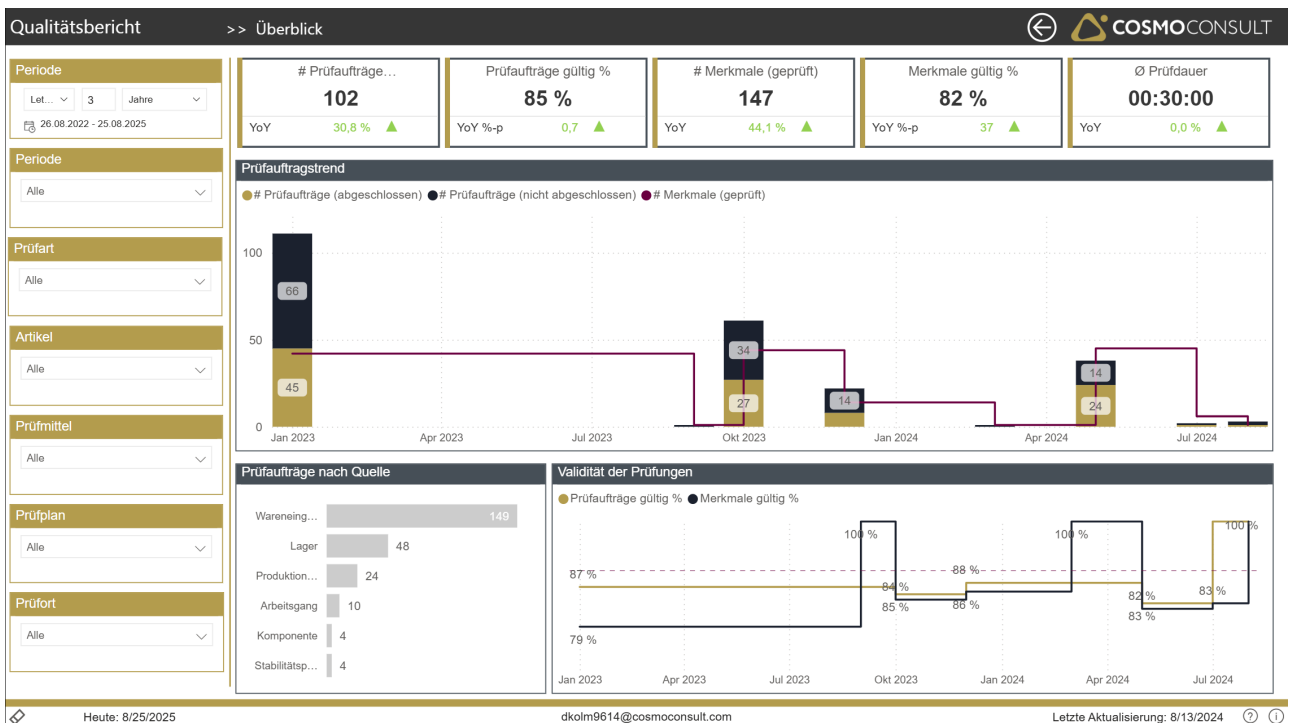 Qualitätsbericht >> Überblick COSMOCONSULT
Periode
Let... 3 Jahre
26.08.2022 - 25.08.2025
Periode
Alle
Prüfart
Alle
Artikel
Alle
Prüfmittel
Alle
Prüfplan
Alle
Prüfort
Alle
# Prüfaufträge...
102
YoY 30,8 %
Prüfaufträge gültig %
85 %
YoY %-p 0,7
# Merkmale (geprüft)
147
YoY 44,1 %
Merkmale gültig %
82 %
YoY %-p 37
Ø Prüfdauer
00:30:00
YoY 0,0 %
Prüfauftragstrend
# Prüfaufträge (abgeschlossen) # Prüfaufträge (nicht abgeschlossen) # Merkmale (geprüft)
100
50
0
66
45
34
27
14
14
24
Jan 2023 Apr 2023 Jul 2023 Okt 2023 Jan 2024 Apr 2024 Jul 2024
Prüfaufträge nach Quelle
Wareneing... 149
Lager 48
Produktion... 24
Arbeitsgang 10
Komponente 4
Stabilitätsp... 4
Validität der Prüfungen
Prüfaufträge gültig % Merkmale gültig %
100 % 100 % 100 %
87 % 84 % 88 % 82 % 83 %
79 % 85 % 86 % 83 %
Jan 2023 Apr 2023 Jul 2023 Okt 2023 Jan 2024 Apr 2024 Jul 2024
Heute: 8/25/2025 dkolm9614@cosmoconsult.com Letzte Aktualisierung: 8/13/2024